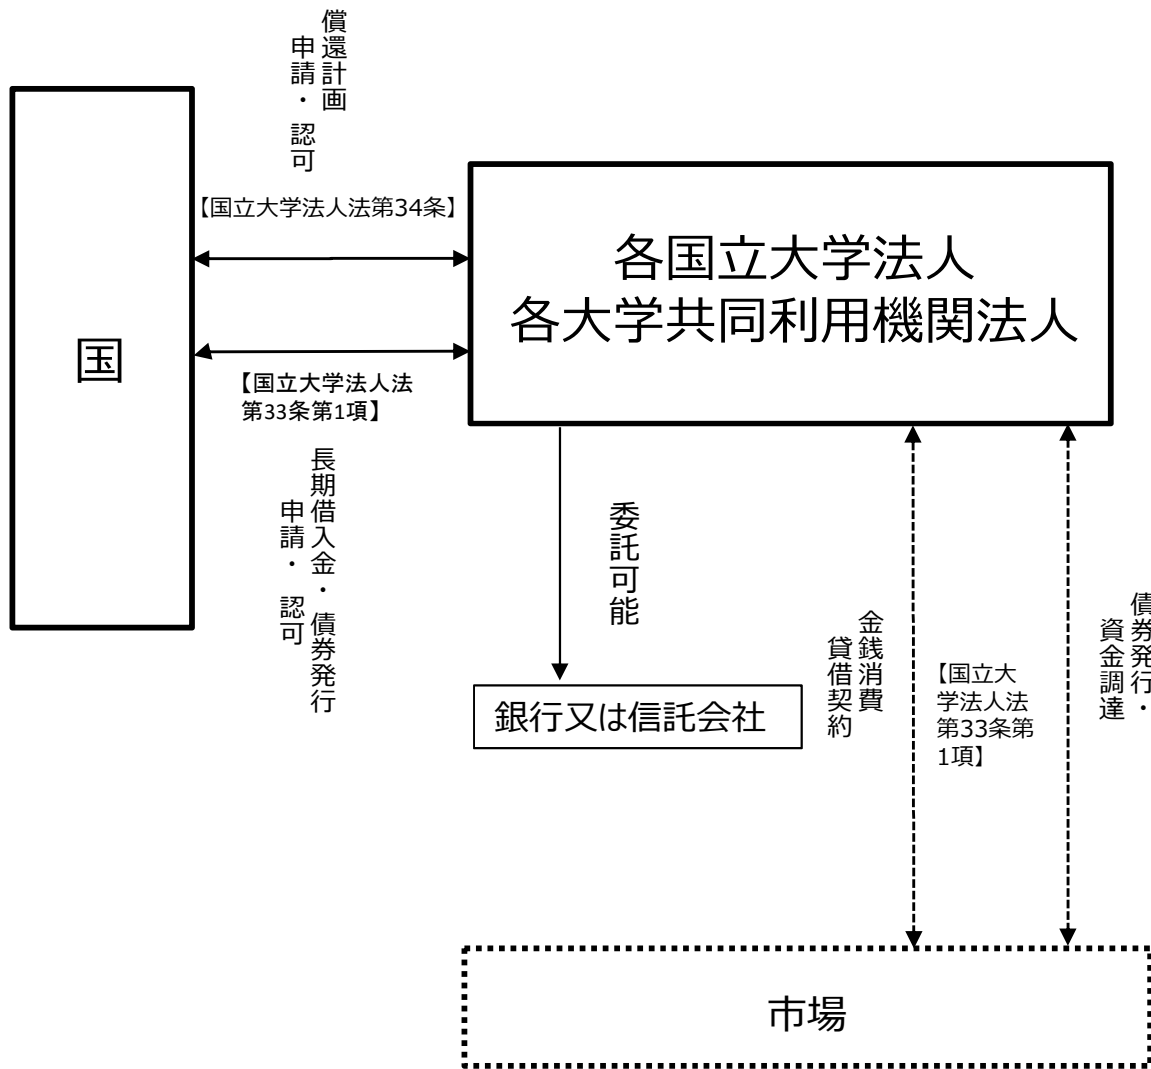 償還計画
申請・認可
【国立大学法人法第34条】
国
【国立大学法人法
第33条第1項】
長期借入金・債券発行
申請・認可
各国立大学法人
各大学共同利用機関法人
委託可能
銀行又は信託会社
金銭消費
貸借契約
【国立大
学法人法
第33条第
1項】
債券発行・
資金調達
市場